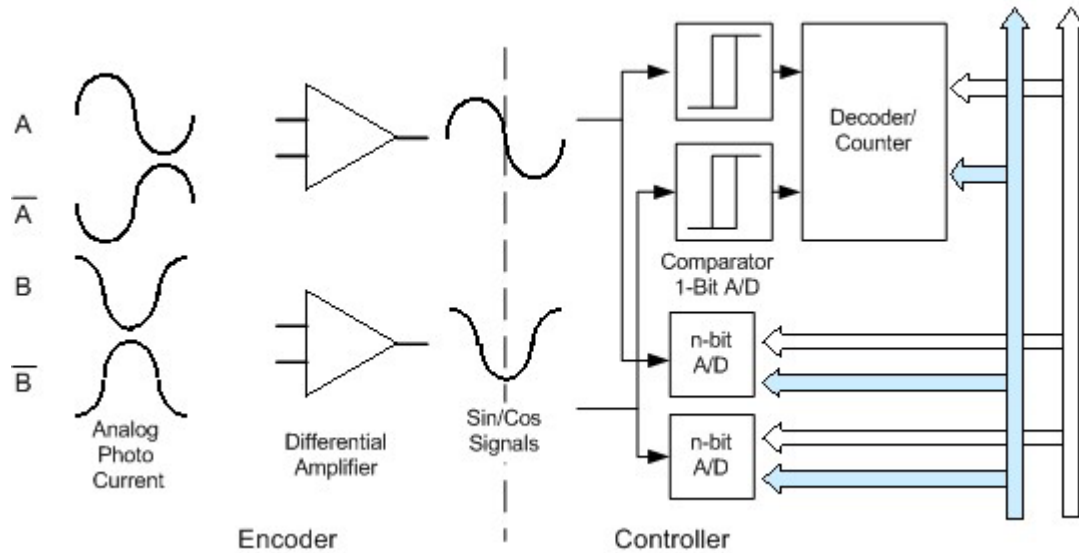 A
A̅
B
B̅
Analog
Photo
Current
Differential
Amplifier
Sin/Cos
Signals
Comparator
1-Bit A/D
Decoder/
Counter
n-bit
A/D
n-bit
A/D
Encoder
Controller